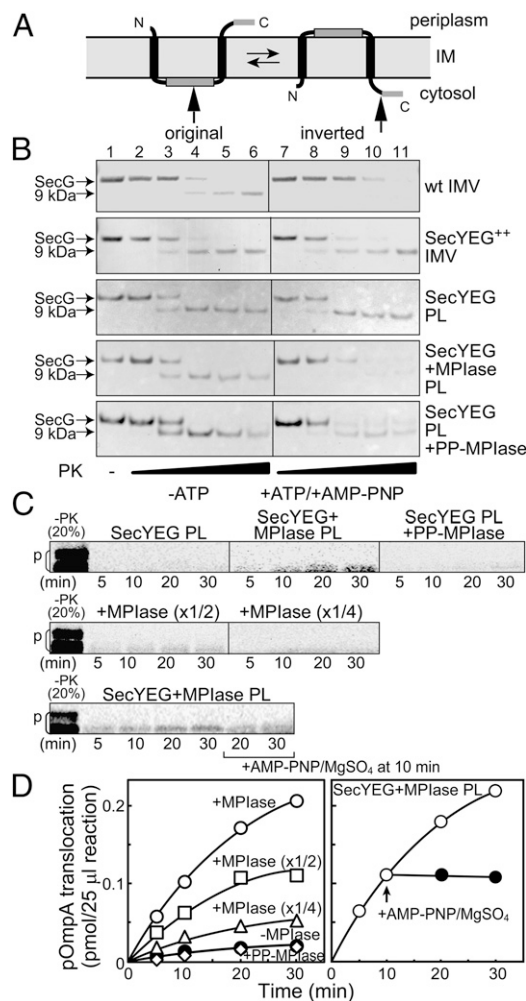 A
N
C
periplasm
IM
N
C
cytosol
original
inverted
B
1 2 3 4 5 6 7 8 9 10 11
SecG
9 kDa
wt IMV
SecG
9 kDa
SecYEG++
IMV
SecG
9 kDa
SecYEG
PL
SecG
9 kDa
SecYEG
+MPIase
PL
SecG
9 kDa
SecYEG
PL
+PP-MPIase
PK -
-ATP +ATP/+AMP-PNP
C
-PK
(20%)
SecYEG PL
SecYEG+
MPIase PL
SecYEG PL
+PP-MPIase
p
(min) 5 10 20 30 5 10 20 30 5 10 20 30
-PK
(20%)
+MPIase (x1/2) +MPIase (x1/4)
p
(min) 5 10 20 30 5 10 20 30
-PK
(20%)
SecYEG+MPIase PL
p
(min) 5 10 20 30 20 30
+AMP-PNP/MgSO4 at 10 min
D
pOmpA translocation
(pmol/25 µl reaction)
0.2
0.1
0
+MPIase
+MPIase (x1/2)
+MPIase (x1/4)
-MPIase
+PP-MPIase
0 10 20 30
SecYEG+MPIase PL
+AMP-PNP/MgSO4
0 10 20 30
Time (min)